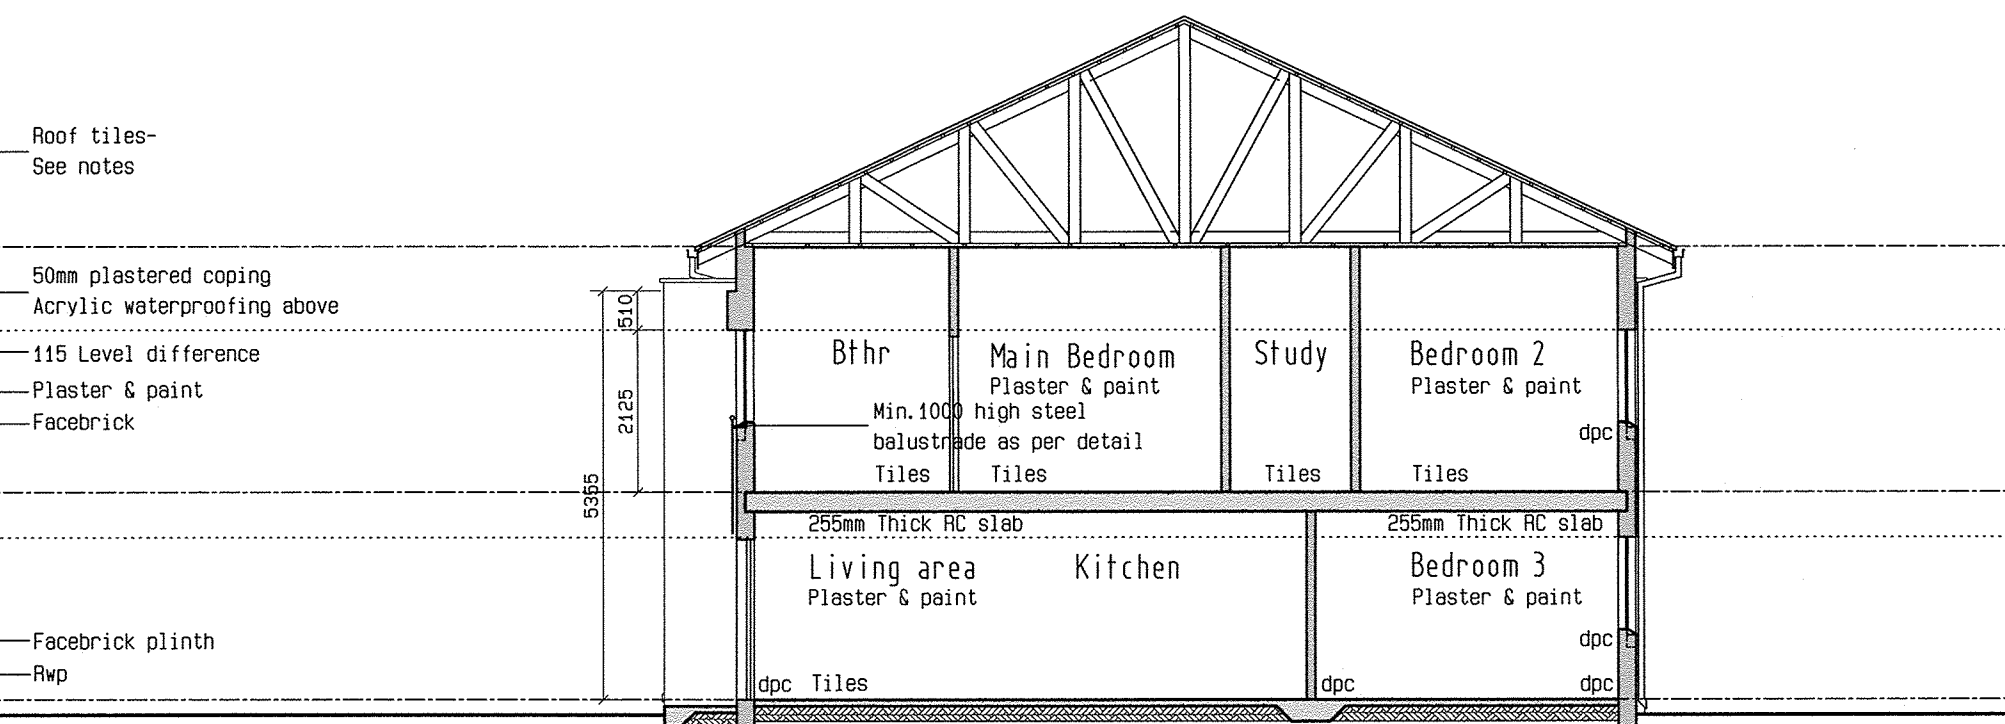 Roof tiles-
See notes
50mm plastered coping
Acrylic waterproofing above
115 Level difference
Plaster & paint
Facebrick
Facebrick plinth
Rwp
510
2125
5355
Bthr
Main Bedroom
Plaster & paint
Study
Bedroom 2
Plaster & paint
Min.1000 high steel
balustrade as per detail
dpc
Tiles
Tiles
Tiles
Tiles
255mm Thick RC slab
255mm Thick RC slab
Living area
Plaster & paint
Kitchen
Bedroom 3
Plaster & paint
dpc
dpc Tiles
dpc
dpc